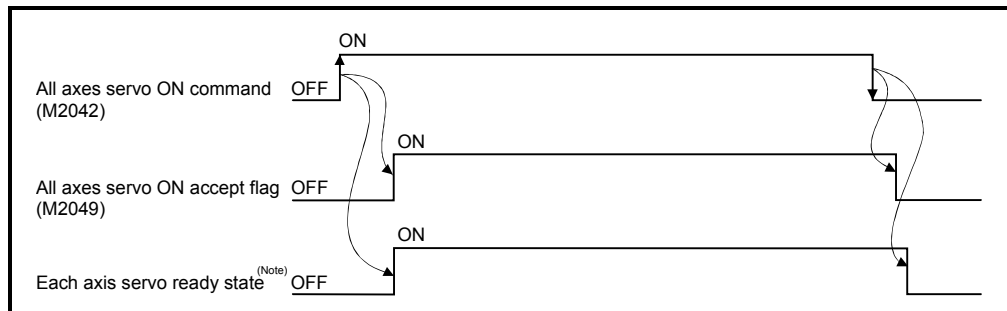 ON
All axes servo ON command OFF
(M2042)
ON
All axes servo ON accept flag OFF
(M2049)
ON
Each axis servo ready state(Note) OFF